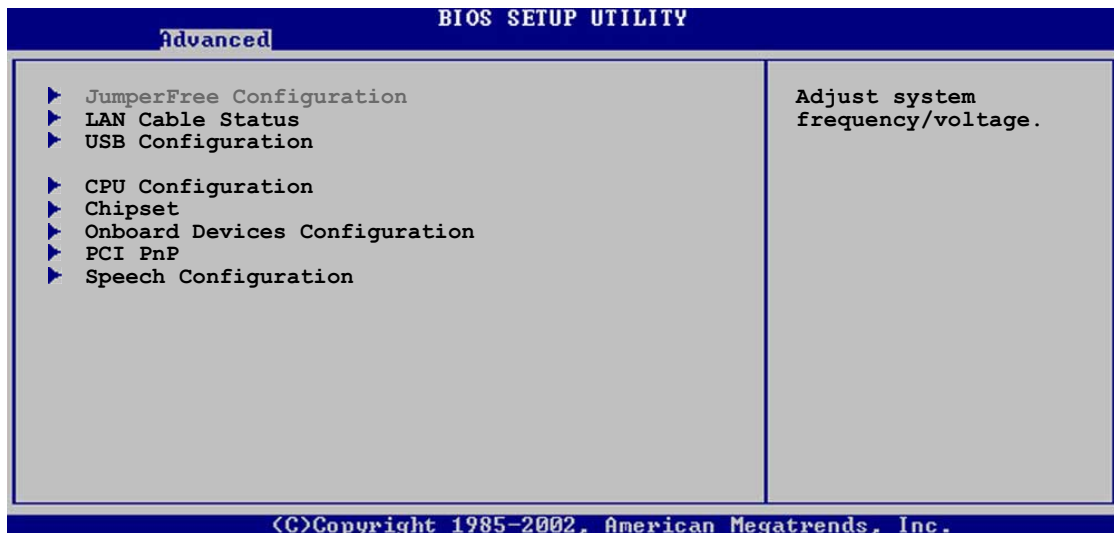 BIOS SETUP UTILITY
Advanced
JumperFree Configuration
LAN Cable Status
USB Configuration
CPU Configuration
Chipset
Onboard Devices Configuration
PCI PnP
Speech Configuration
Adjust system
frequency/voltage.
(C)Copyright 1985-2002, American Megatrends, Inc.